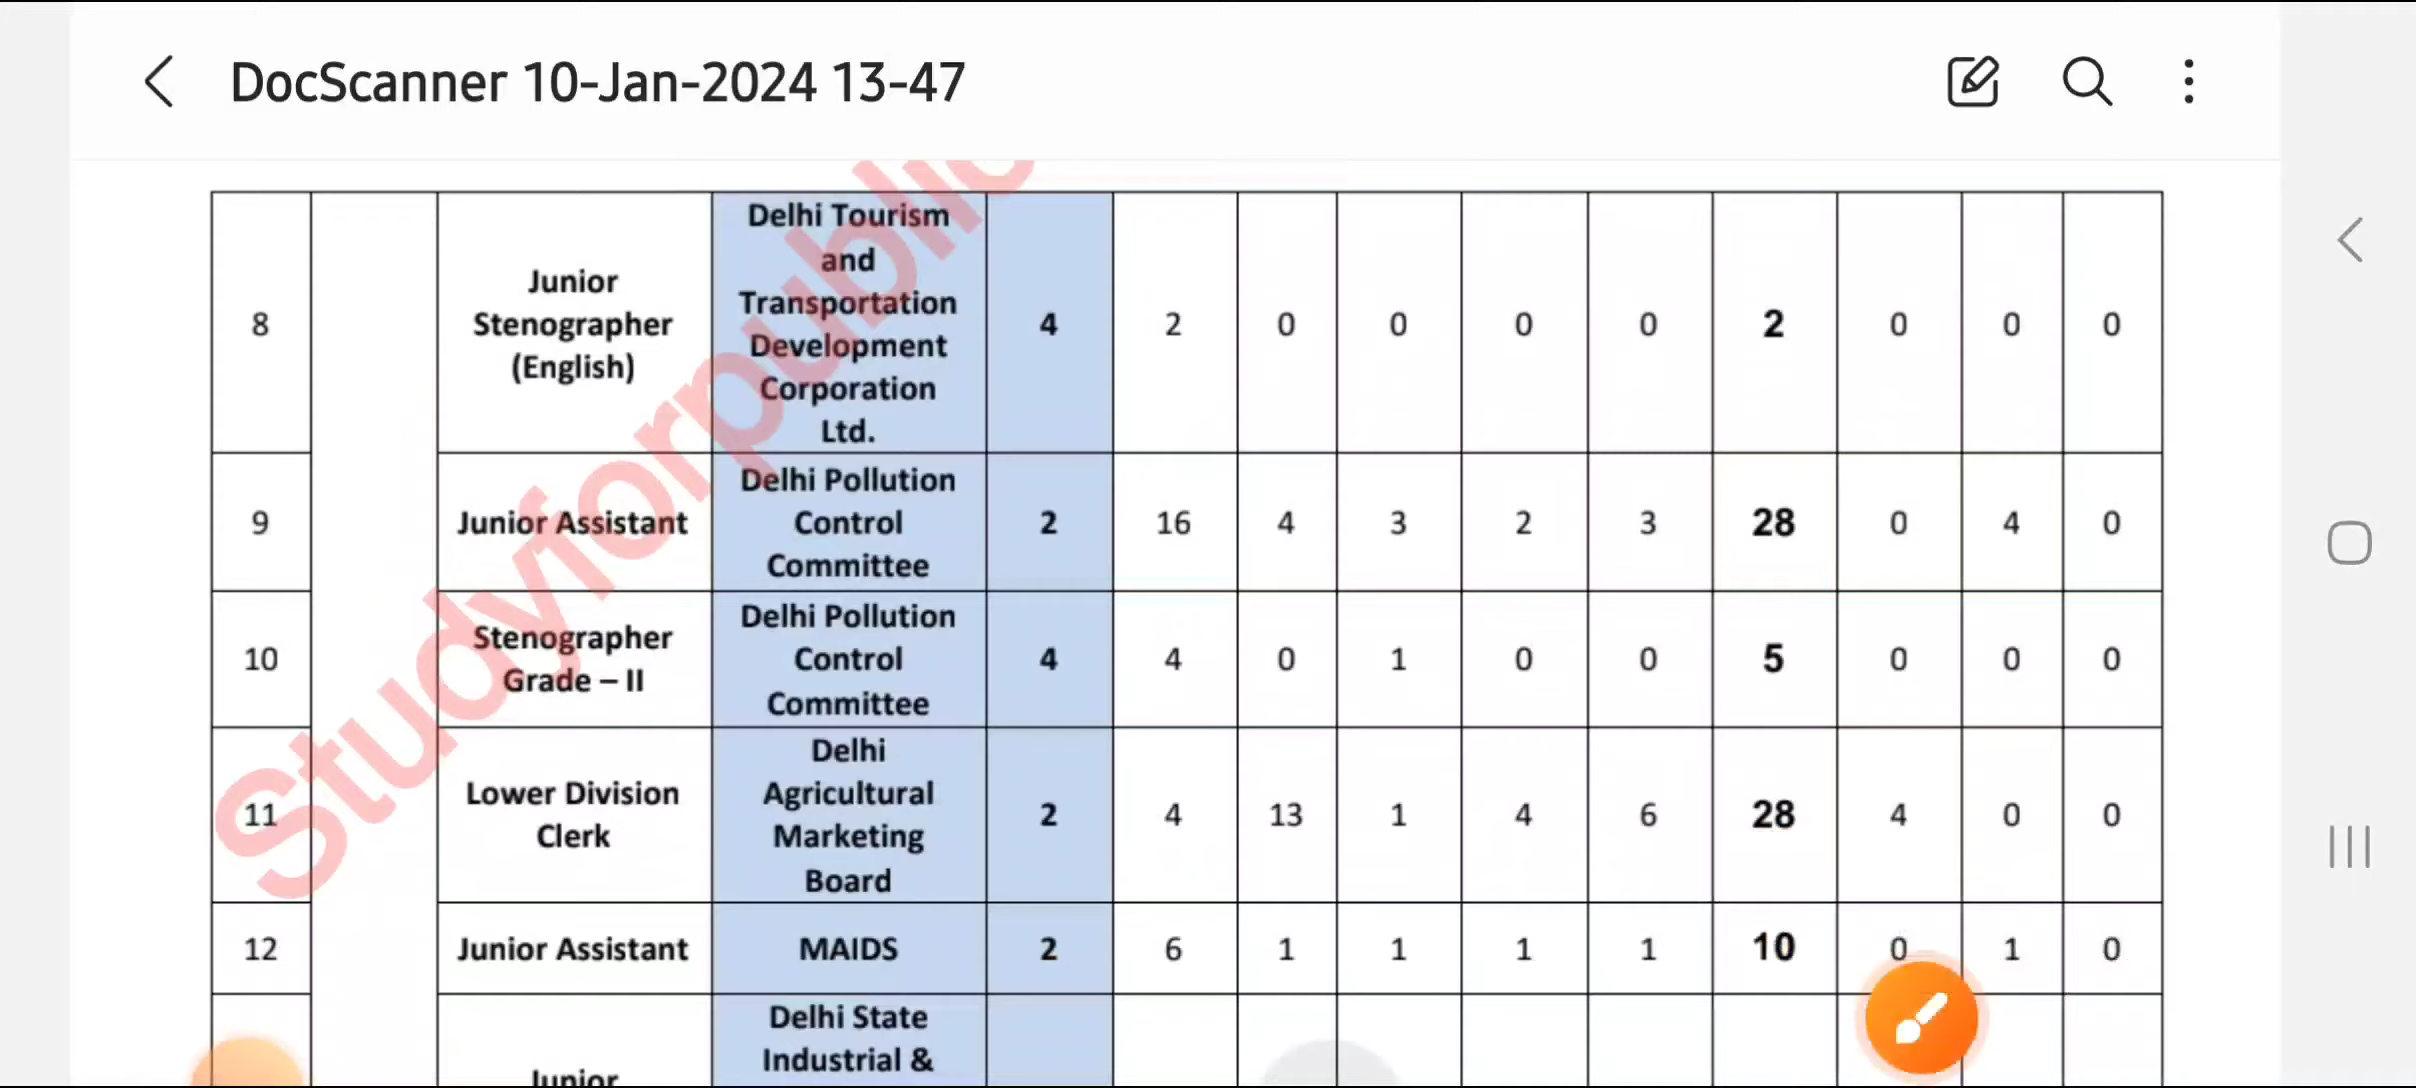 DocScanner 10-Jan-2024 13-47
Studyforpublic
8
Junior
Stenographer
(English)
Delhi Tourism
and
Transportation
Development
Corporation
Ltd.
4 2 0 0 0 0 2 0 0 0
9
Junior Assistant
Delhi Pollution
Control
Committee
2 16 4 3 2 3 28 0 4 0
10
Stenographer
Grade – II
Delhi Pollution
Control
Committee
4 4 0 1 0 0 5 0 0 0
11
Lower Division
Clerk
Delhi
Agricultural
Marketing
Board
2 4 13 1 4 6 28 4 0 0
12 Junior Assistant MAIDS 2 6 1 1 1 1 10 0 1 0
Junior
Delhi State
Industrial &